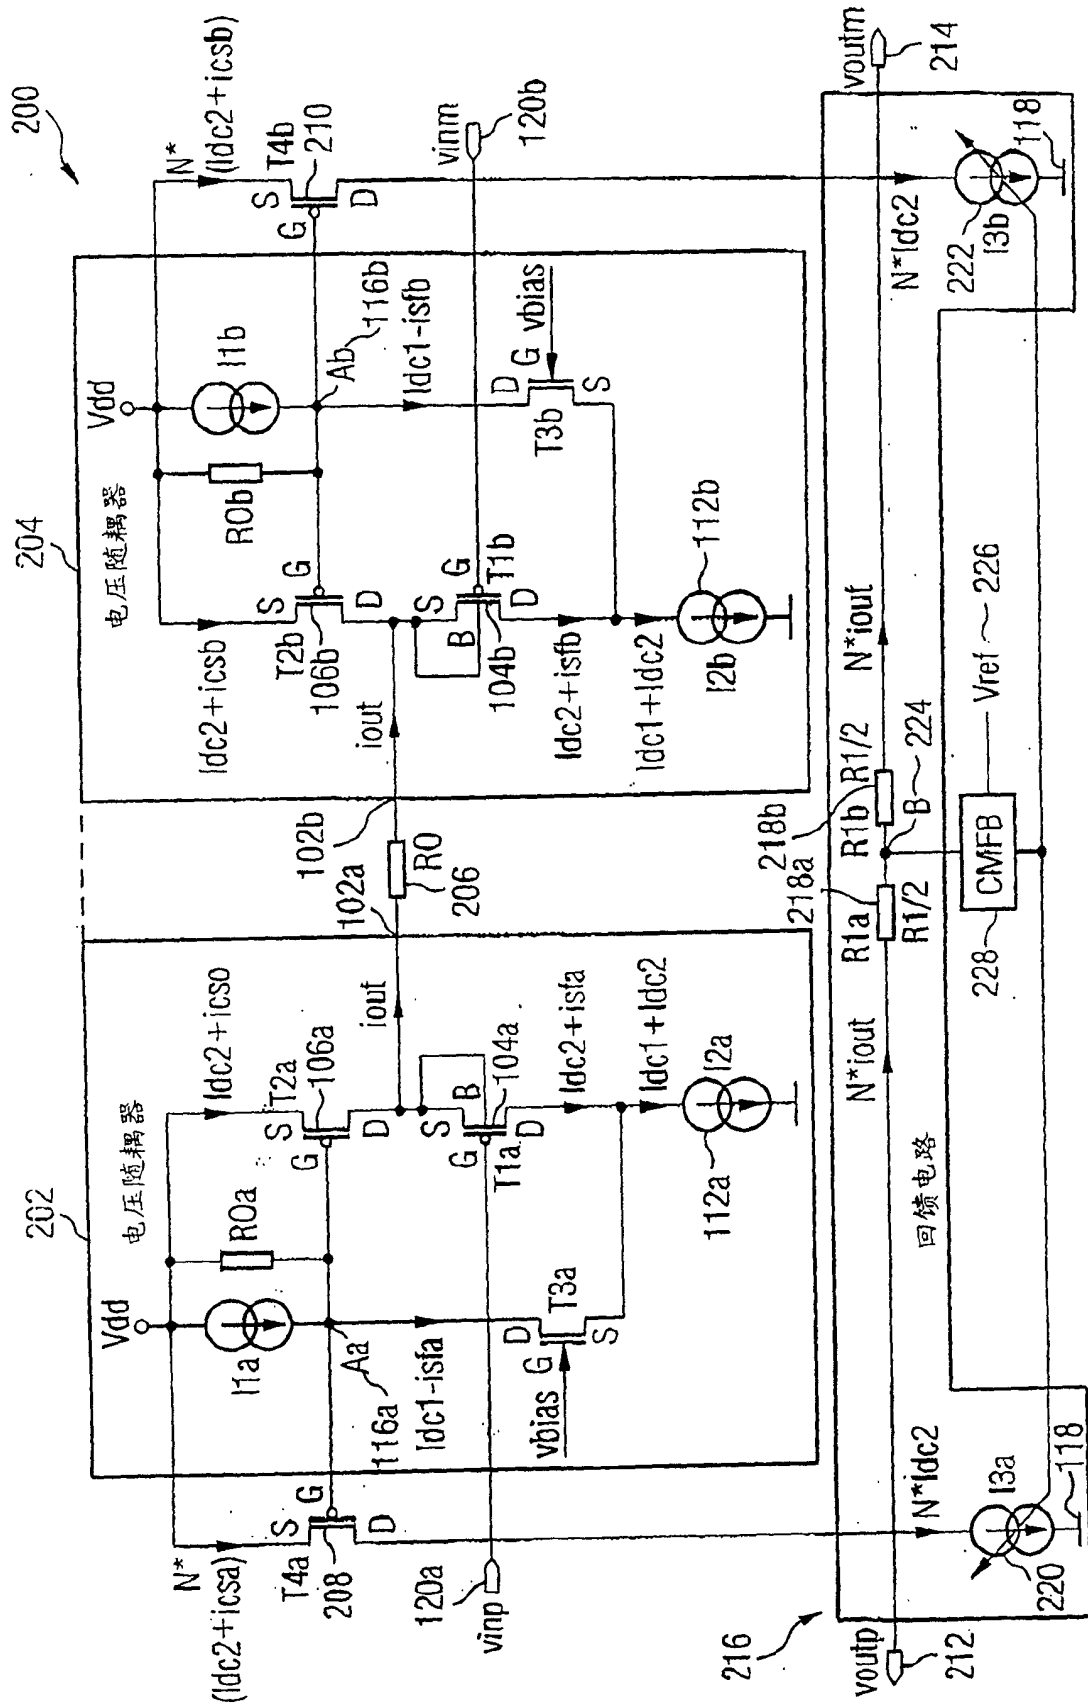 200
202
电压随耦器
Vdd
I1a
R0a
Idc2+icso
S
T2a
106a
G
D
N*
(Idc2+icsa)
S
G
T4a
208
D
Aa
116a
Idc1-isfa
iout
102a
R0
206
102b
120a
vinp
S
B
104a
G
T1a
D
Idc2+isfa
vbias
G
D
T3a
S
Idc1+Idc2
112a
I2a
204
电压随耦器
Vdd
R0b
I1b
Idc2+icsb
S
G
T2b
106b
D
N*
(Idc2+icsb)
S
T4b
G
210
D
Ab
116b
Idc1-isfb
iout
S
G
B
T1b
104b
D
vinm
120b
Idc2+isfb
D
G
vbias
T3b
S
Idc1+Idc2
112b
I2b
216
voutp
212
N*iout
回馈电路
R1a
218a
R1/2
218b
R1b
R1/2
B
224
N*iout
voutm
214
N*Idc2
I3a
220
118
228
CMFB
Vref
226
N*Idc2
222
I3b
118